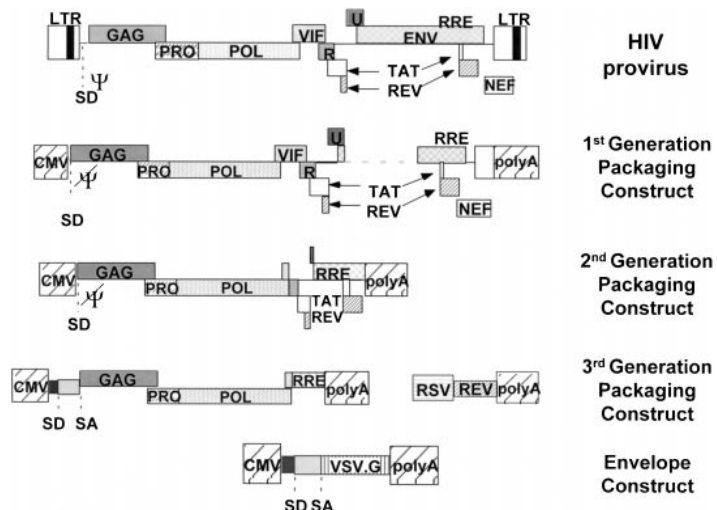 LTR GAG VIF U RRE LTR
PRO POL R ENV
TAT
REV
NEF
SD Ψ
HIV
provirus
CMV GAG VIF U RRE polyA
PRO POL R
TAT
REV
NEF
Ψ
SD
1st Generation
Packaging
Construct
CMV GAG RRE polyA
PRO POL TAT
REV
Ψ
SD
2nd Generation
Packaging
Construct
CMV GAG RRE polyA RSV REV polyA
PRO POL
SD SA
3rd Generation
Packaging
Construct
CMV VSV.G polyA
SD SA
Envelope
Construct